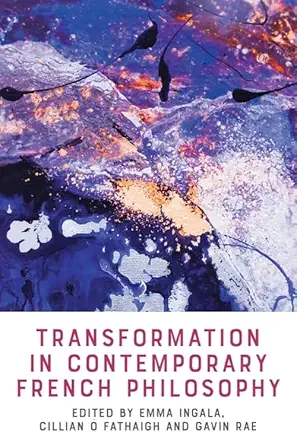 TRANSFORMATION
IN CONTEMPORARY
FRENCH PHILOSOPHY
EDITED BY EMMA INGALA,
CILLIAN O FATHAIGH AND GAVIN RAE